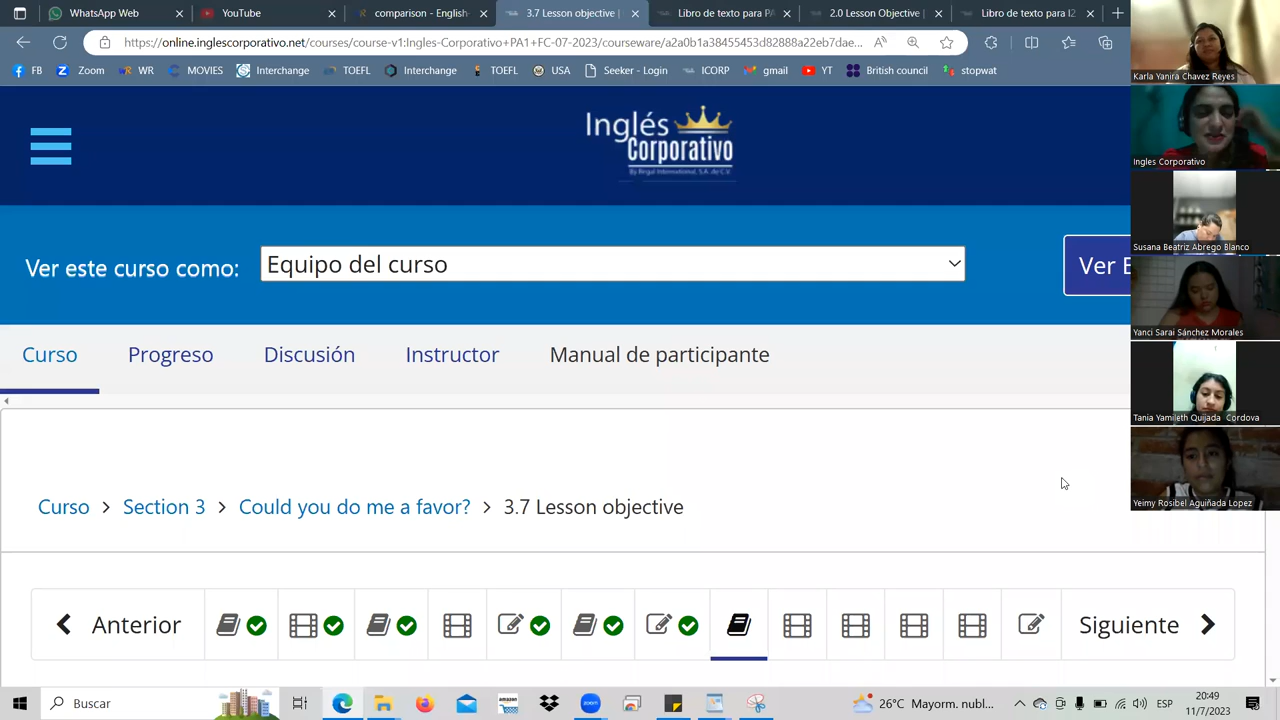 WhatsApp Web
YouTube
comparison - English-
3.7 Lesson objective |
Libro de texto para PA
2.0 Lesson Objective |
Libro de texto para I2
https://online.inglescorporativo.net/courses/course-v1:Ingles-Corporativo+PA1+FC-07-2023/courseware/a2a0b1a38455453d82888a22eb7dae...
FB
Zoom
WR
MOVIES
Interchange
TOEFL
Interchange
TOEFL
USA
Seeker - Login
ICORP
gmail
YT
British council
stopwat
Karla Yanira Chavez Reyes
Inglés
Corporativo
By Bingul International, S.A. de C.V.
Ingles Corporativo
Ver este curso como:
Equipo del curso
Ver E
Susana Beatriz Abrego Blanco
Yanci Sarai Sánchez Morales
Curso
Progreso
Discusión
Instructor
Manual de participante
Tania Yamileth Quijada Cordova
Curso > Section 3 > Could you do me a favor? > 3.7 Lesson objective
Yeimy Rosibel Aguiñada Lopez
Anterior
Siguiente
Buscar
26°C Mayorm. nubl...
ESP
20:49
11/7/2023